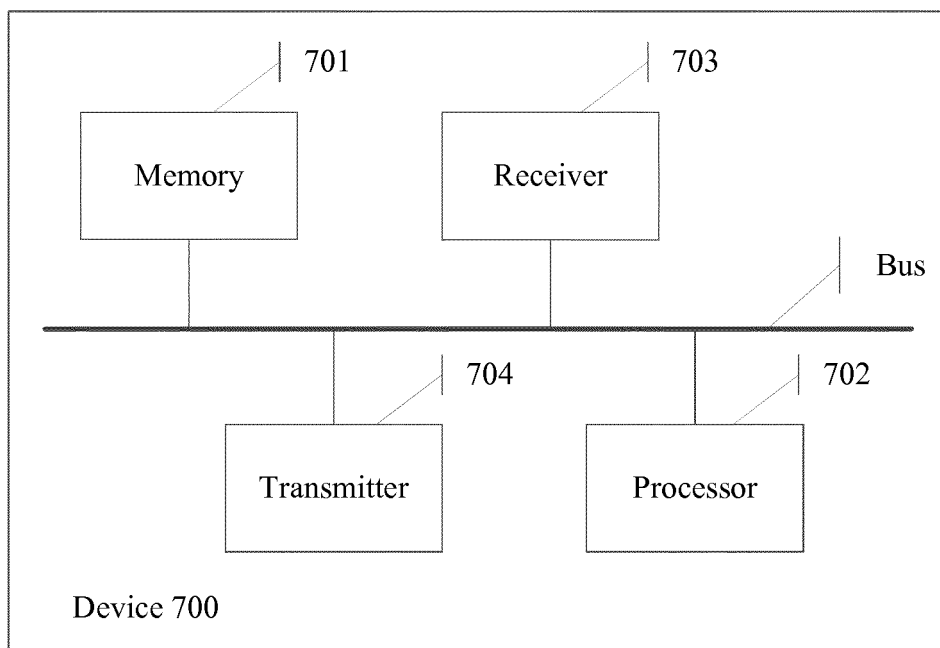 701
703
Memory
Receiver
Bus
704
702
Transmitter
Processor
Device 700